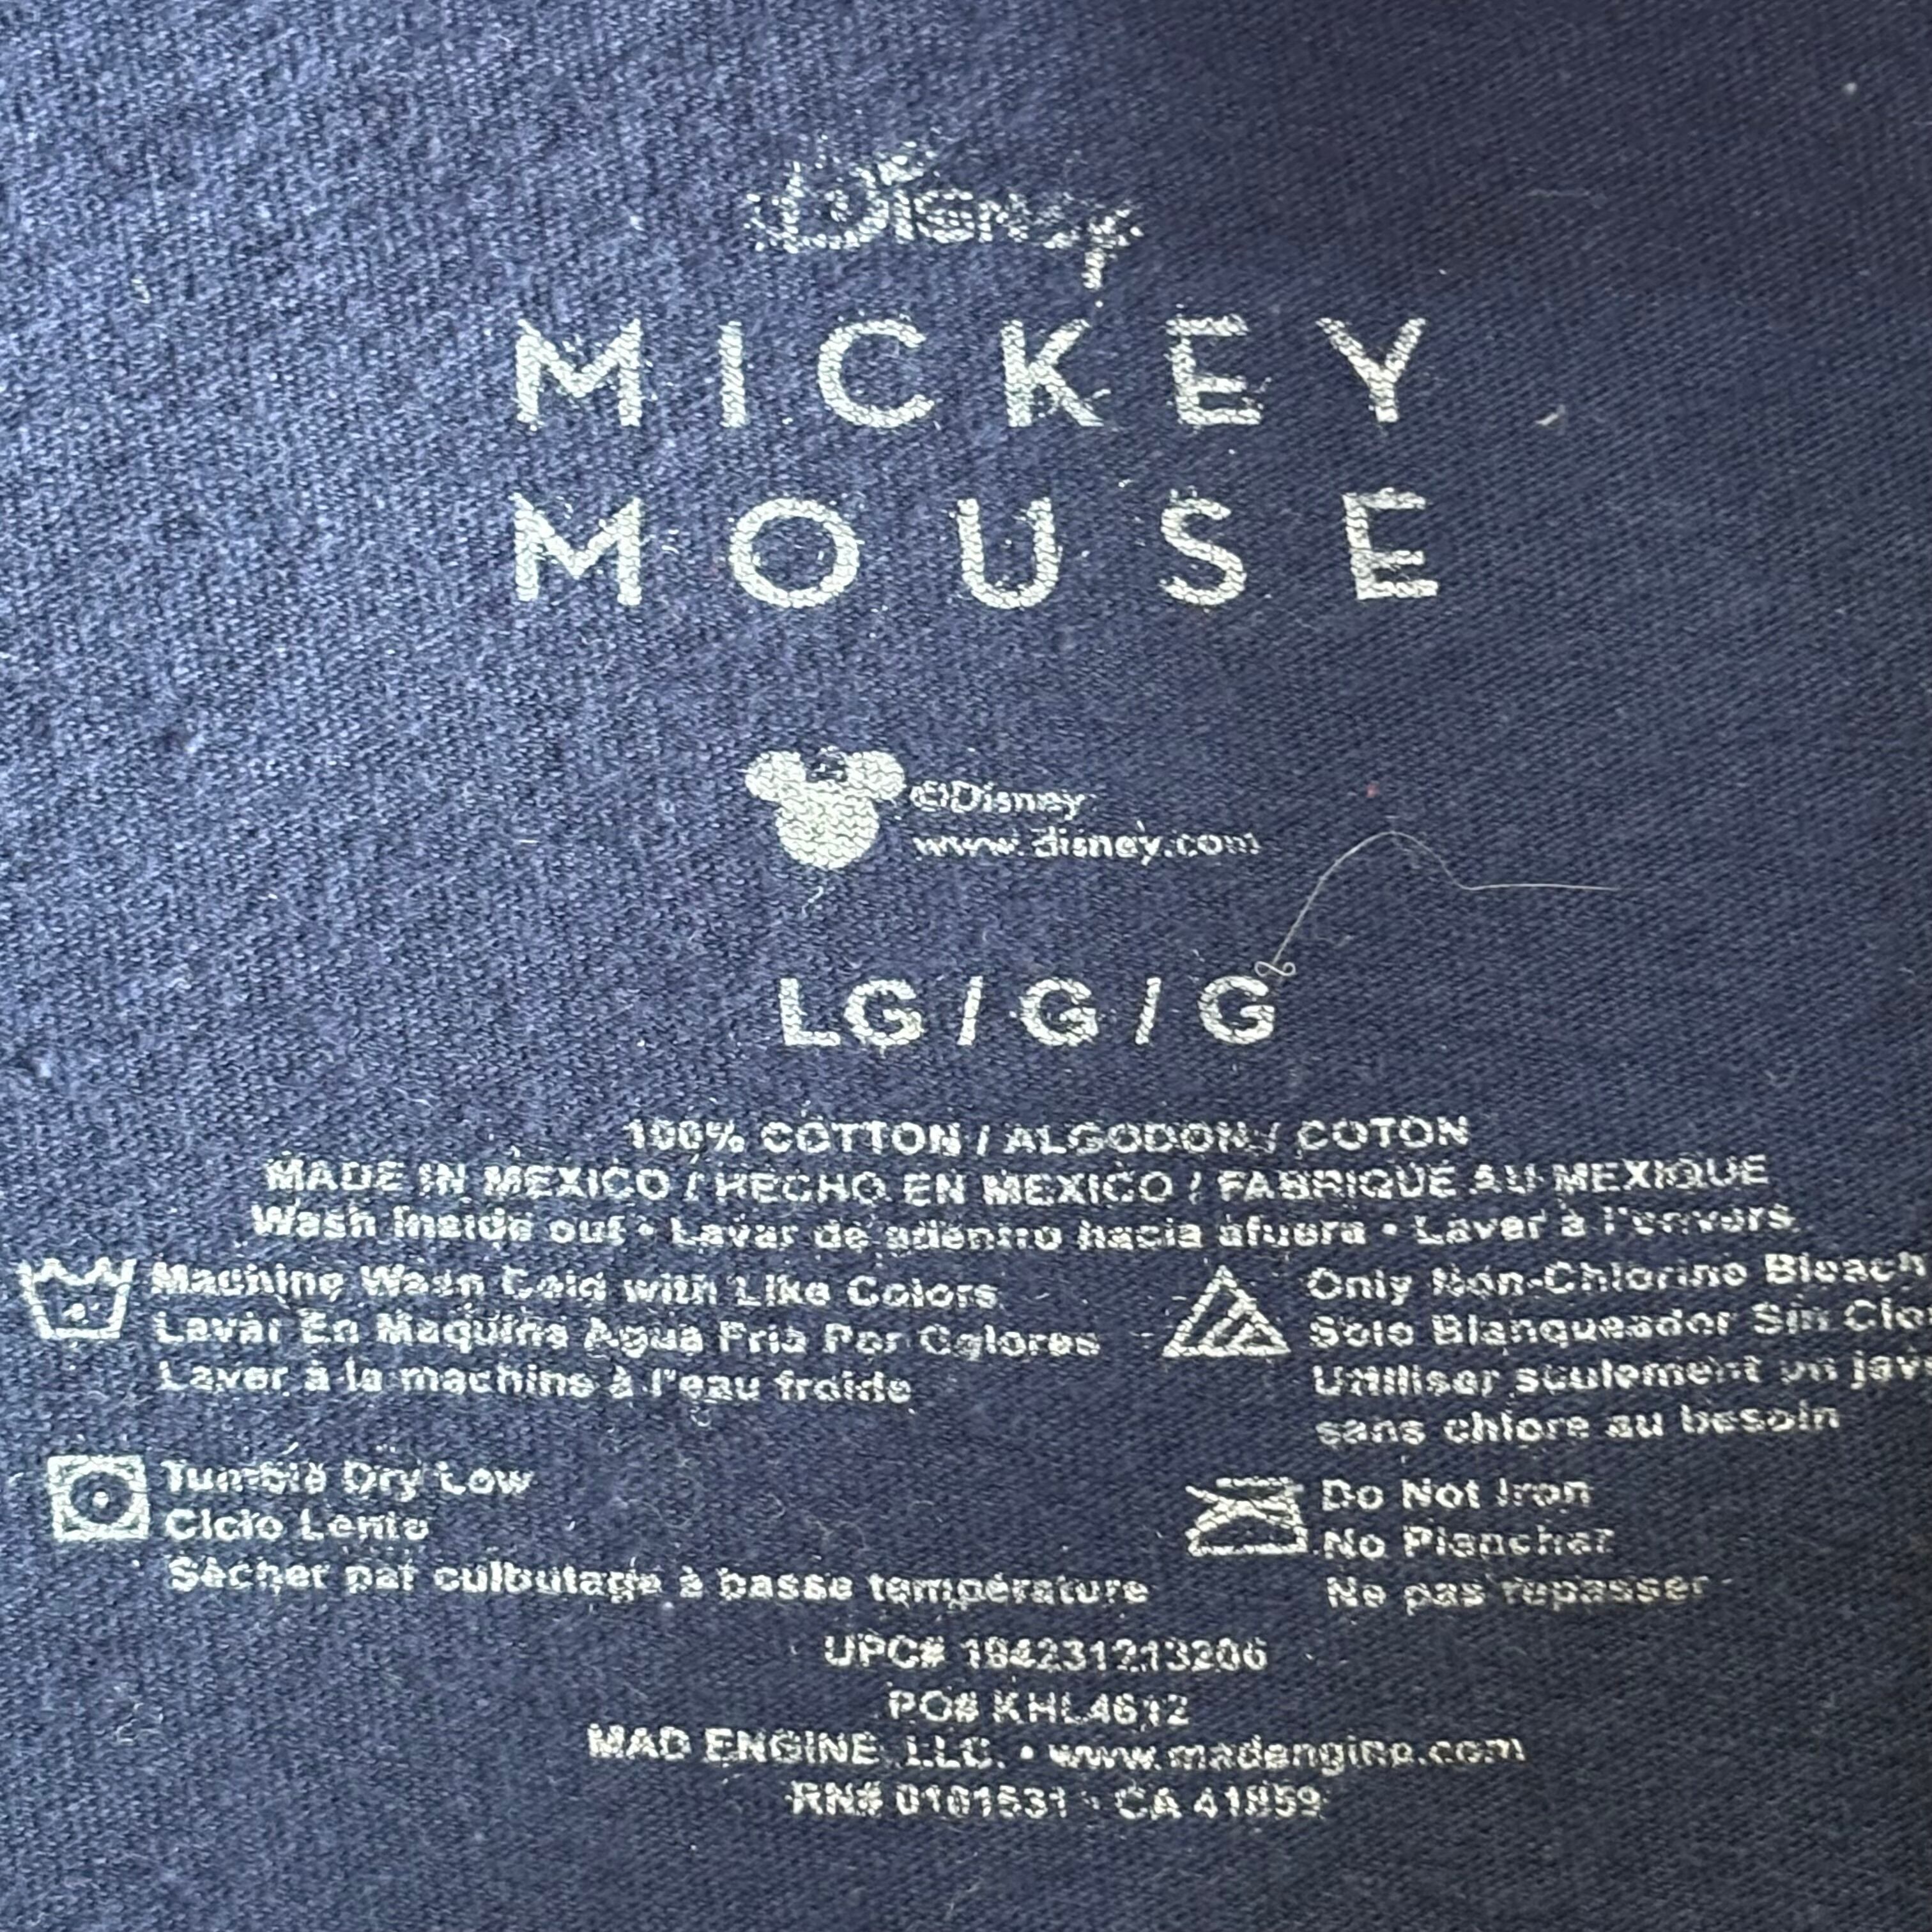 Disney
MICKEY
MOUSE
©Disney
www.disney.com
LG / G / G
100% COTTON / ALGODON / COTON
MADE IN MEXICO / HECHO EN MEXICO / FABRIQUE AU MEXIQUE
Wash inside out • Lavar de adentro hacia afuera • Laver à l'envers
Machine Wash Cold with Like Colors
Lavar En Maquina Agua Fria Por Colores
Laver à la machine à l'eau froide
Only Non-Chlorine Bleach
Solo Blanqueador Sin Clo
Utiliser seulement un jav
sans chlore au besoin
Tumble Dry Low
Ciclo Lento
Sécher par culbutage à basse température
Do Not Iron
No Planchar
Ne pas repasser
UPC# 194231213206
PO# KHL4612
MAD ENGINE, LLC. • www.madengine.com
RN# 0101531 • CA 41859